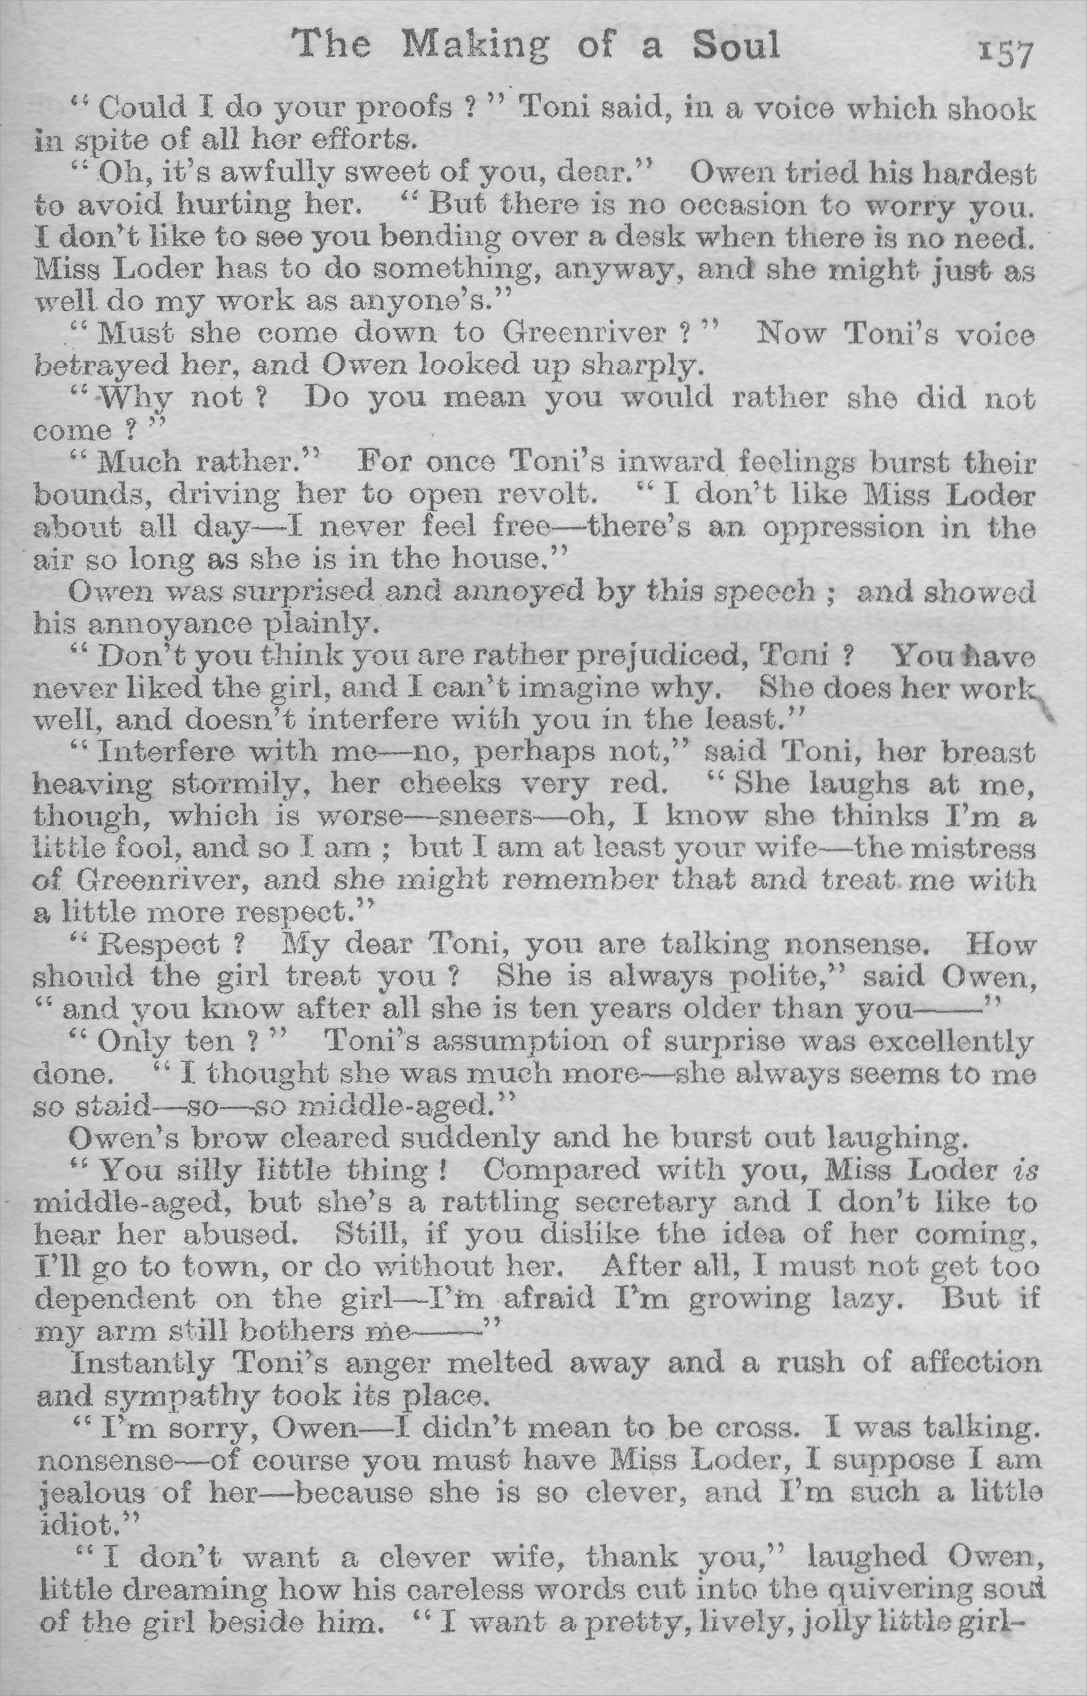 The Making of a Soul 157
“ Could I do your proofs ? ” Toni said, in a voice which shook
in spite of all her efforts.
“ Oh, it’s awfully sweet of you, dear.” Owen tried his hardest
to avoid hurting her. “ But there is no occasion to worry you.
I don’t like to see you bending over a desk when there is no need.
Miss Loder has to do something, anyway, and she might just as
well do my work as anyone’s.”
“ Must she come down to Greenriver ? ” Now Toni’s voice
betrayed her, and Owen looked up sharply.
“ Why not ? Do you mean you would rather she did not
come ? ”
“ Much rather.” For once Toni’s inward feelings burst their
bounds, driving her to open revolt. “ I don’t like Miss Loder
about all day—I never feel free—there’s an oppression in the
air so long as she is in the house.”
Owen was surprised and annoyed by this speech ; and showed
his annoyance plainly.
“ Don’t you think you are rather prejudiced, Toni ? You have
never liked the girl, and I can’t imagine why. She does her work
well, and doesn’t interfere with you in the least.”
“ Interfere with me—no, perhaps not,” said Toni, her breast
heaving stormily, her cheeks very red. “ She laughs at me,
though, which is worse—sneers—oh, I know she thinks I’m a
little fool, and so I am ; but I am at least your wife—the mistress
of Greenriver, and she might remember that and treat me with
a little more respect.”
“ Respect ? My dear Toni, you are talking nonsense. How
should the girl treat you ? She is always polite,” said Owen,
“ and you know after all she is ten years older than you——”
“ Only ten ? ” Toni’s assumption of surprise was excellently
done. “ I thought she was much more—she always seems to me
so staid—so—so middle-aged.”
Owen’s brow cleared suddenly and he burst out laughing.
“ You silly little thing ! Compared with you, Miss Loder is
middle-aged, but she’s a rattling secretary and I don’t like to
hear her abused. Still, if you dislike the idea of her coming,
I’ll go to town, or do without her. After all, I must not get too
dependent on the girl—I’m afraid I’m growing lazy. But if
my arm still bothers me——”
Instantly Toni’s anger melted away and a rush of affection
and sympathy took its place.
“ I’m sorry, Owen—I didn’t mean to be cross. I was talking.
nonsense—of course you must have Miss Loder, I suppose I am
jealous of her—because she is so clever, and I’m such a little
idiot.”
“ I don’t want a clever wife, thank you,” laughed Owen,
little dreaming how his careless words cut into the quivering soul
of the girl beside him. “ I want a pretty, lively, jolly little girl-